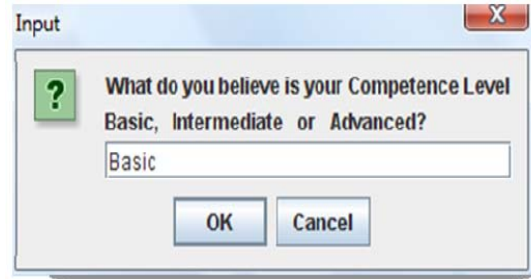 Input
X
?
What do you believe is your Competence Level
Basic, Intermediate or Advanced?
Basic
OK Cancel